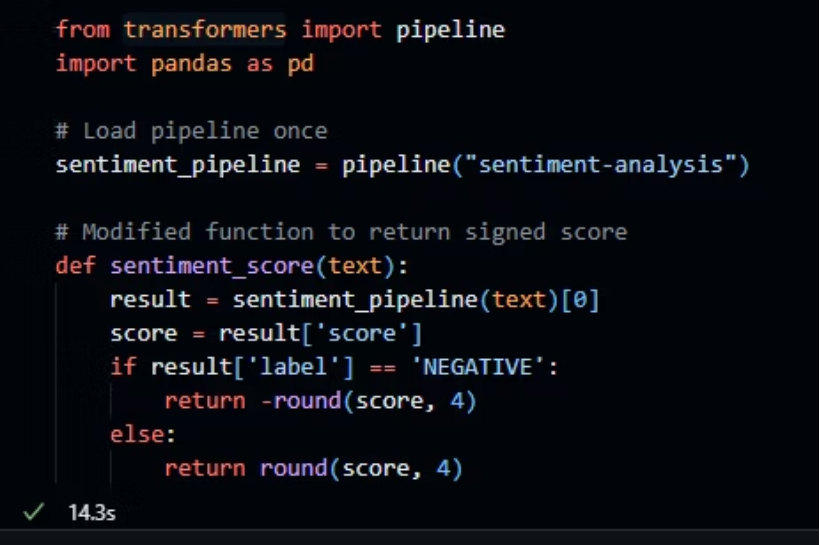 from transformers import pipeline
import pandas as pd
# Load pipeline once
sentiment_pipeline = pipeline("sentiment-analysis")
# Modified function to return signed score
def sentiment_score(text):
    result = sentiment_pipeline(text)[0]
    score = result['score']
    if result['label'] == 'NEGATIVE':
        return -round(score, 4)
    else:
        return round(score, 4)
✓ 14.3s